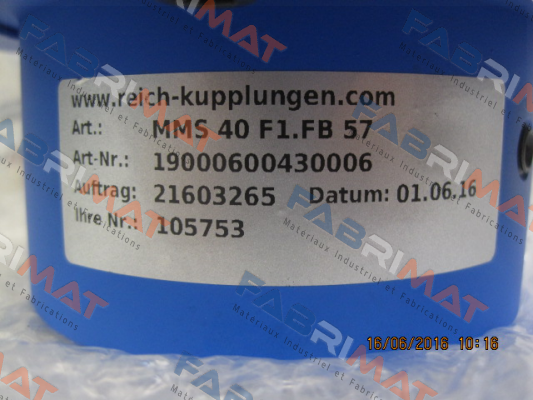 www.reich-kupplungen.com
Art.: MMS 40 F1.FB 57
Art-Nr.: 19000600430006
Auftrag: 21603265 Datum: 01.06.16
Ihre Nr.: 105753
16/06/2016 10:16
FABRIMAT
Materiaux Industriel et Fabrications